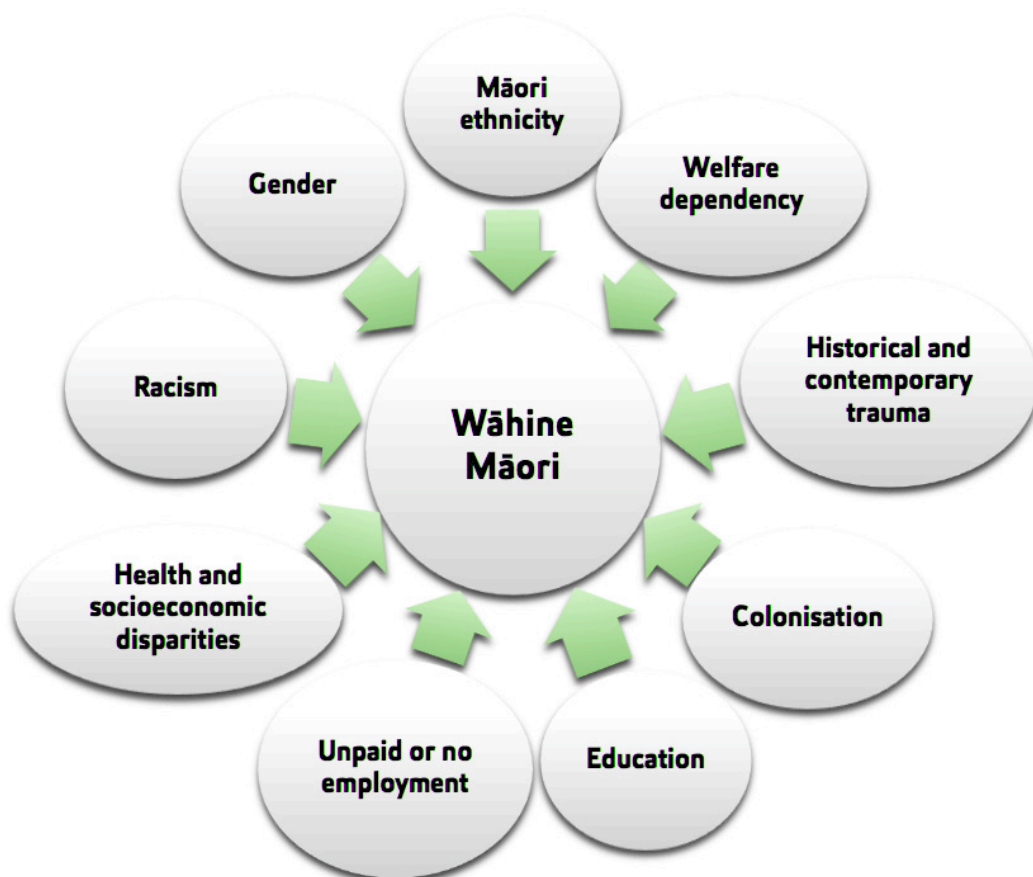 Māori
ethnicity
Gender
Welfare
dependency
Racism
Historical and
contemporary
trauma
Wāhine
Māori
Health and
socioeconomic
disparities
Colonisation
Unpaid or no
employment
Education